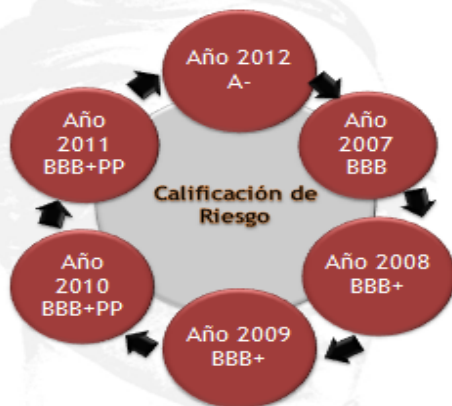 Año 2012
A-
Año
2007
BBB
Año 2008
BBB+
Año 2009
BBB+
Año
2010
BBB+PP
Año
2011
BBB+PP
Calificación de
Riesgo